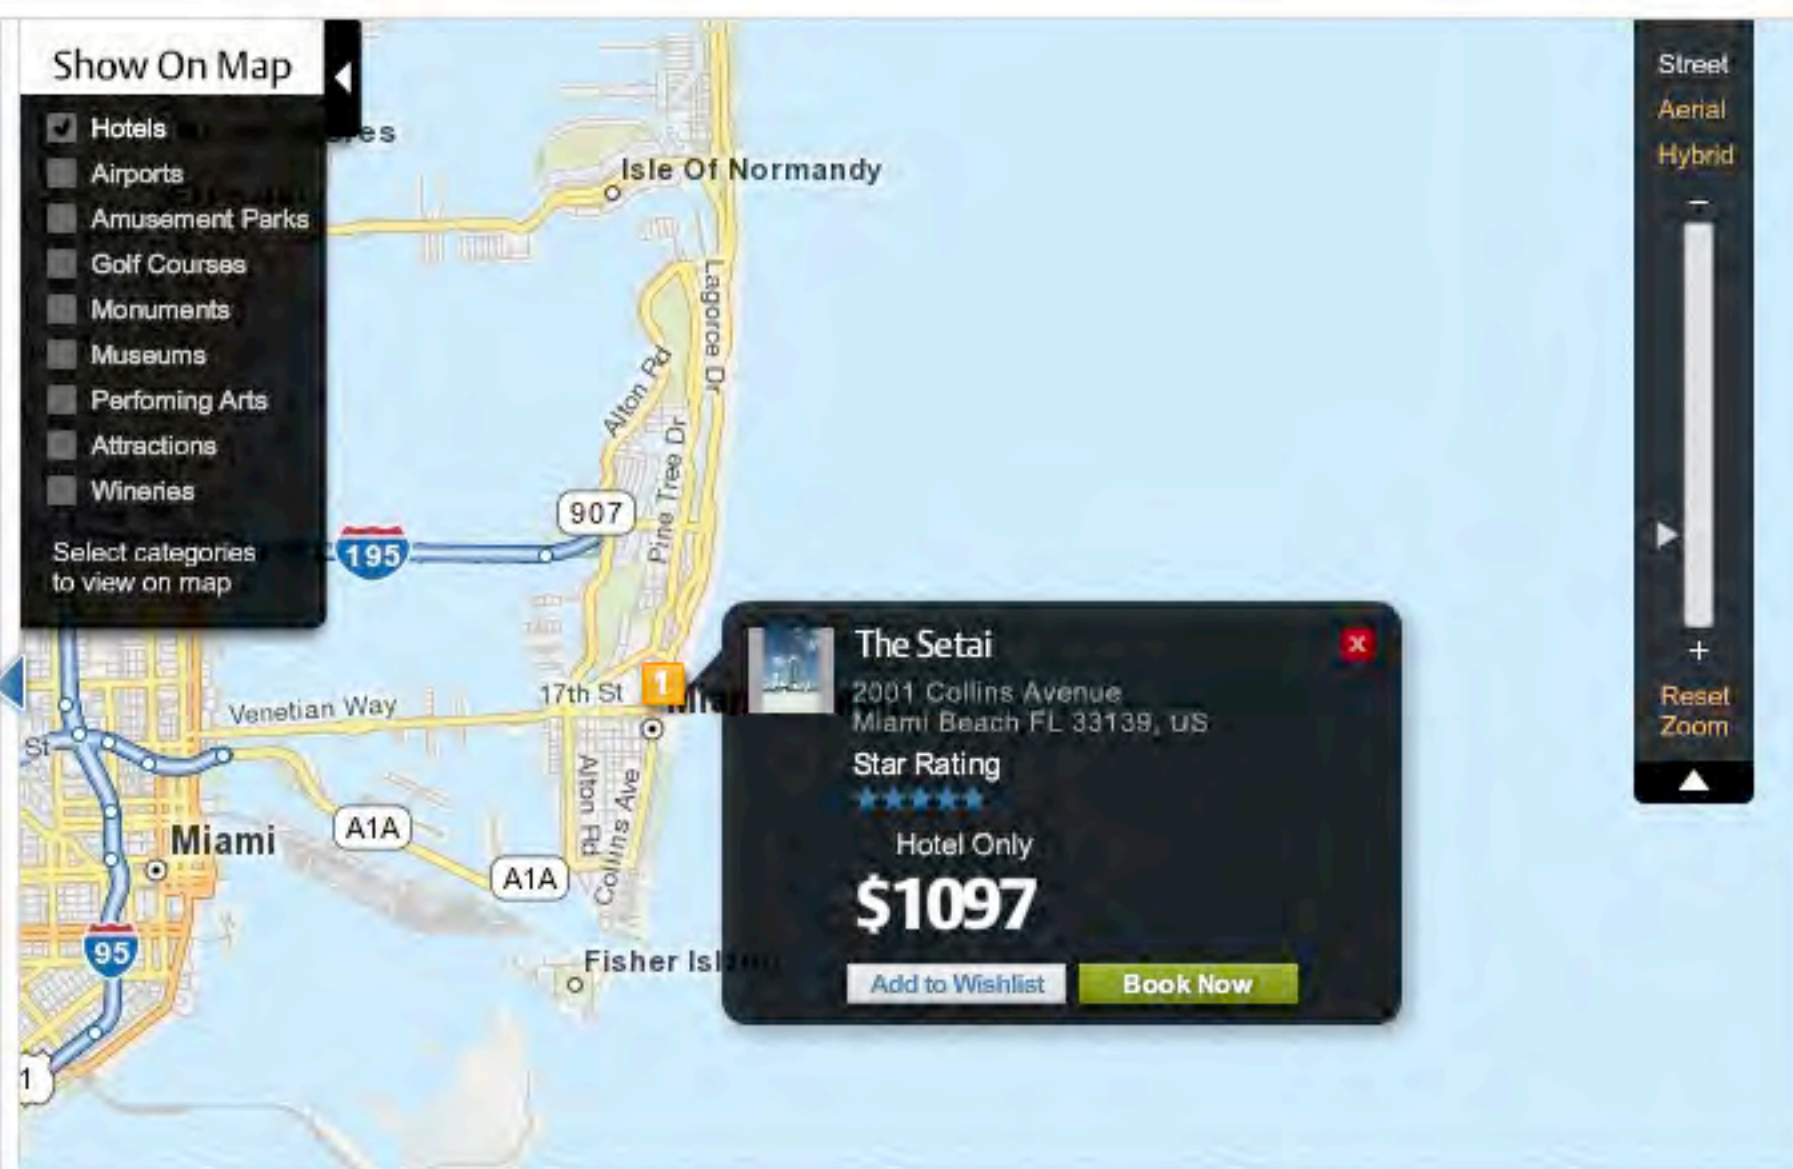 Show On Map
Hotels
Airports
Amusement Parks
Golf Courses
Monuments
Museums
Perfoming Arts
Attractions
Wineries
Select categories
to view on map
Isle Of Normandy
Lagorce Dr
Alton Rd
Pine Tree Dr
907
195
17th St
1
Venetian Way
St
A1A
Miami
Alton Rd
Collins Ave
A1A
95
Fisher
1
The Setai
x
2001 Collins Avenue
Miami Beach FL 33139, US
Star Rating
Hotel Only
$1097
Add to Wishlist
Book Now
Street
Aerial
Hybrid
−
+
Reset
Zoom